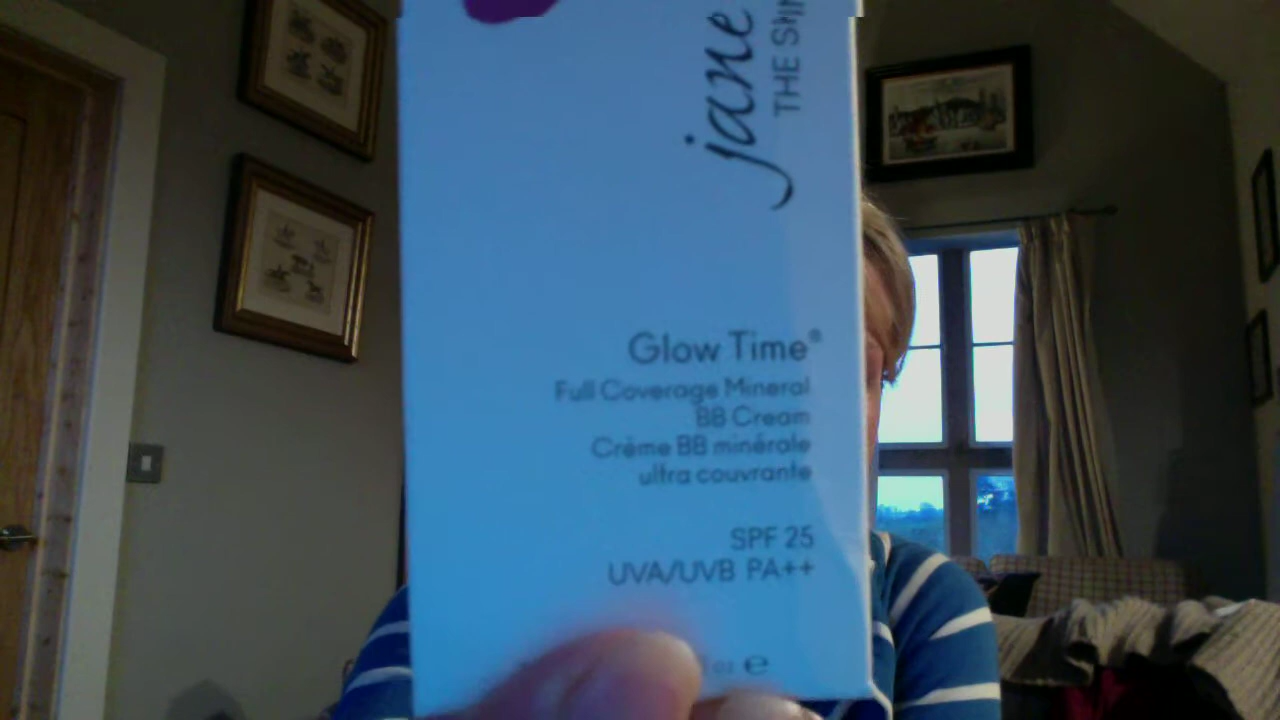 jane
THE
Glow Time®
Full Coverage Mineral
BB Cream
Crème BB minérale
ultra couvrante
SPF 25
UVA/UVB PA++
oz ℮